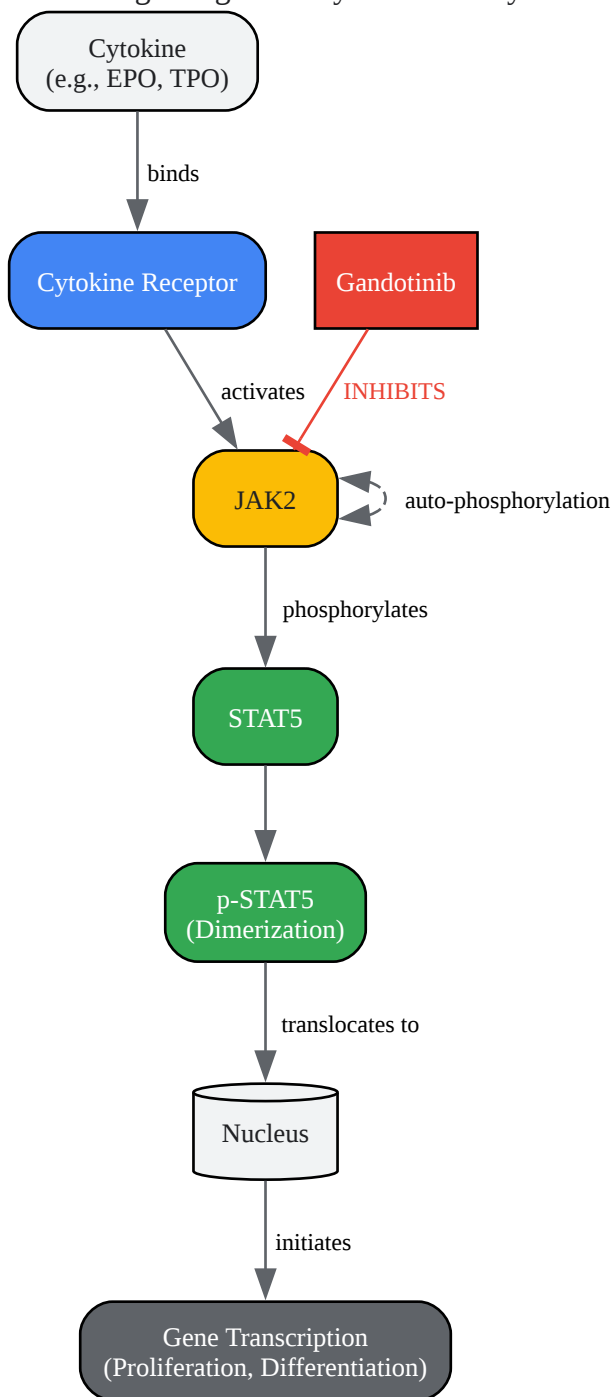 Cytokine
(e.g., EPO, TPO)
binds
Cytokine Receptor
Gandotinib
activates
INHIBITS
JAK2
auto-phosphorylation
phosphorylates
STAT5
p-STAT5
(Dimerization)
translocates to
Nucleus
initiates
Gene Transcription
(Proliferation, Differentiation)